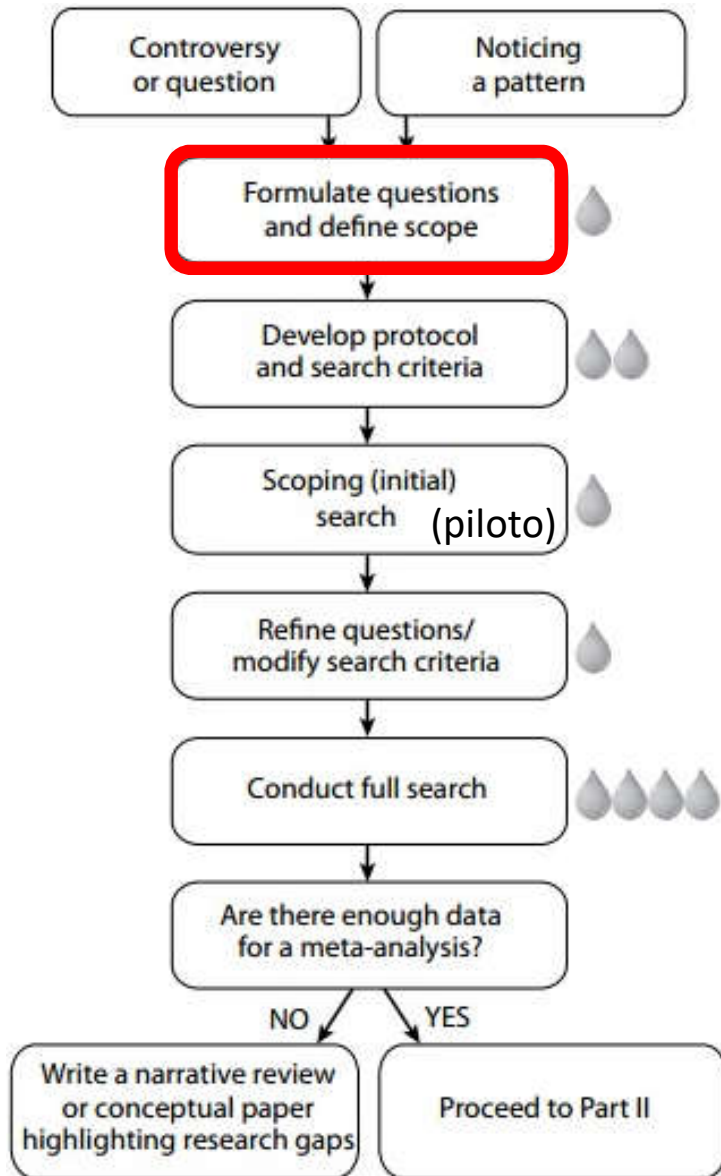 Controversy
or question
Noticing
a pattern
Formulate questions
and define scope
Develop protocol
and search criteria
Scoping (initial)
search
(piloto)
Refine questions/
modify search criteria
Conduct full search
Are there enough data
for a meta-analysis?
NO
YES
Write a narrative review
or conceptual paper
highlighting research gaps
Proceed to Part II